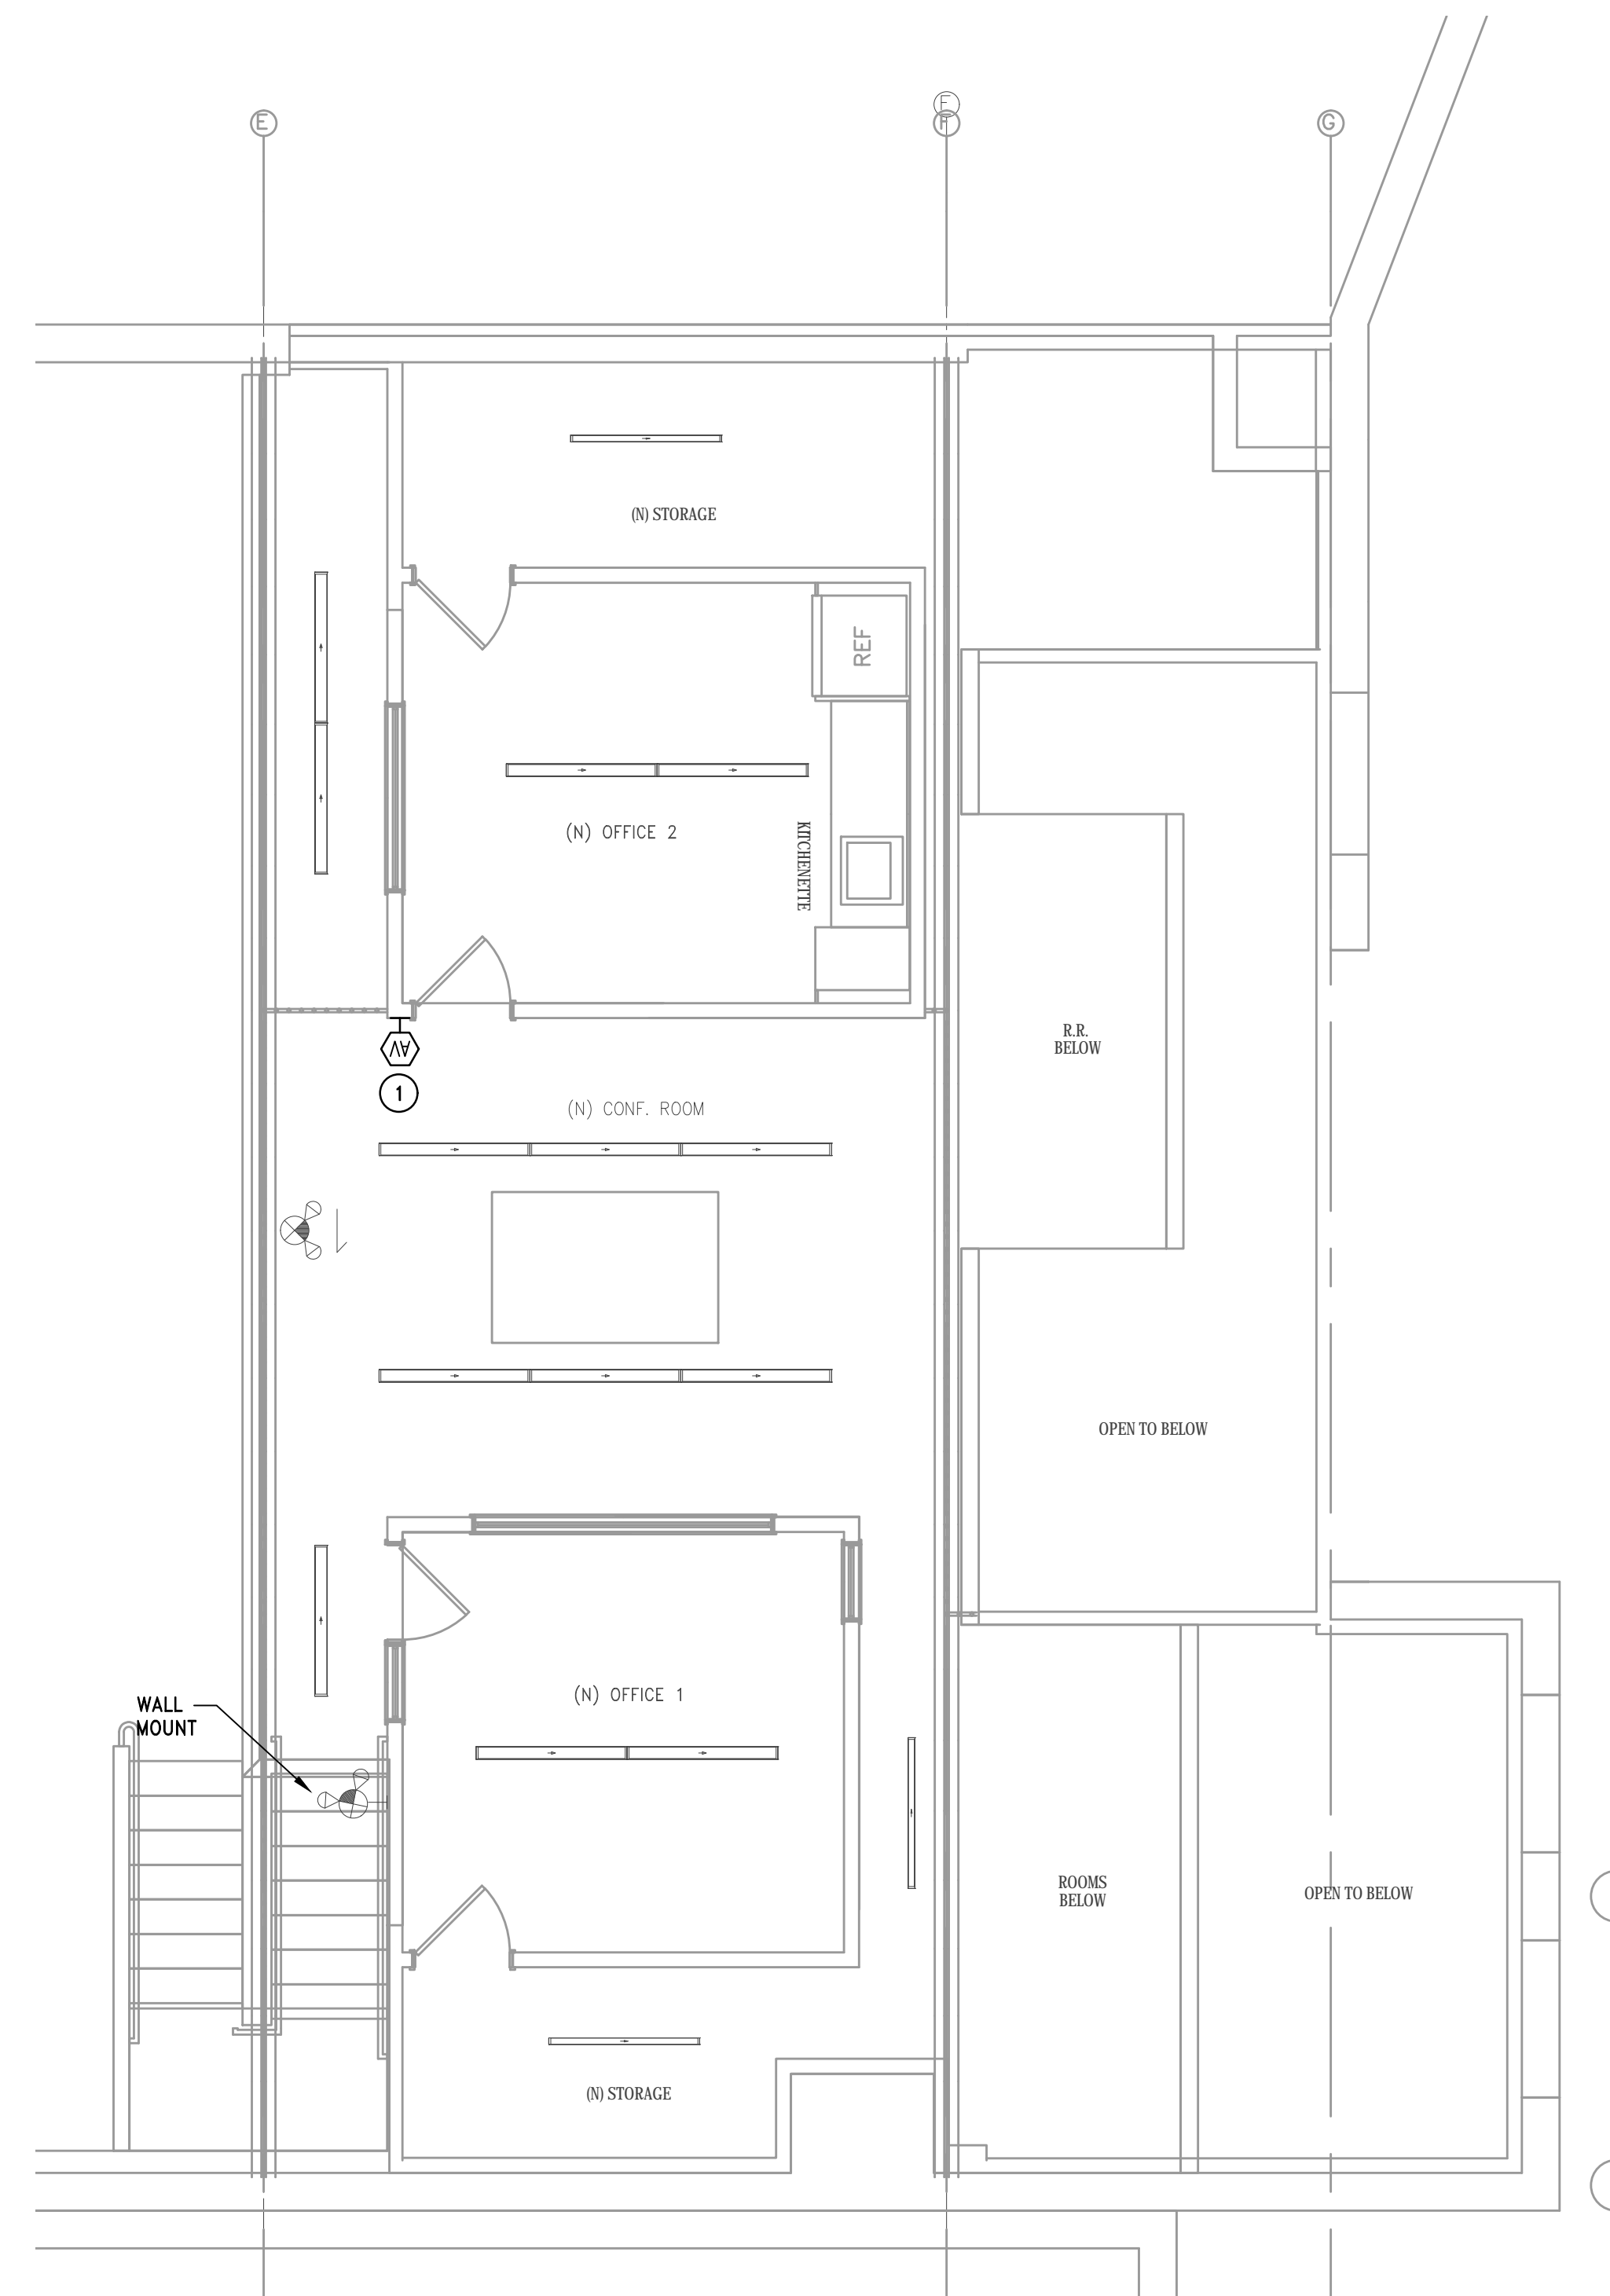 F
E
F
G
(N) STORAGE
REF
(N) OFFICE 2
KITCHENETTE
R.R.
BELOW
AV
1
(N) CONF. ROOM
OPEN TO BELOW
(N) OFFICE 1
WALL
MOUNT
ROOMS
BELOW
OPEN TO BELOW
(N) STORAGE